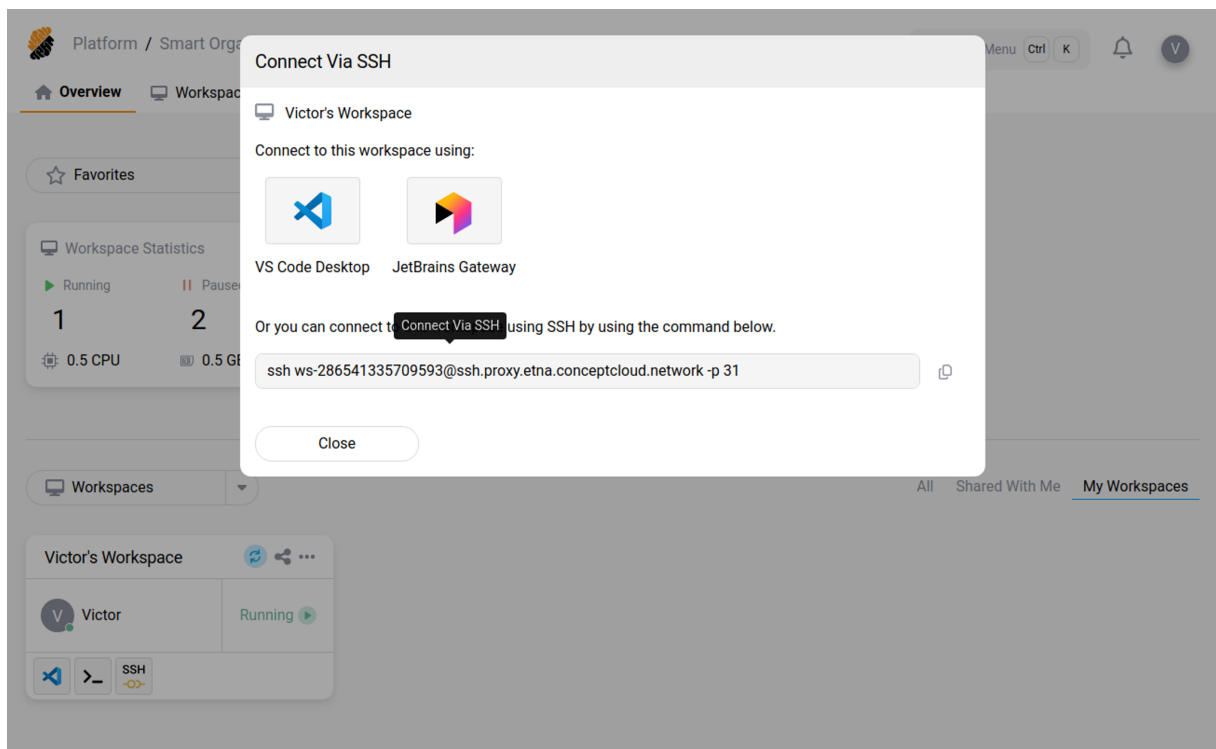 Platform / Smart Orga
Menu Ctrl K
V
Overview
Workspac
Connect Via SSH
Victor's Workspace
Connect to this workspace using:
VS Code Desktop
JetBrains Gateway
Or you can connect t
Connect Via SSH
using SSH by using the command below.
ssh ws-286541335709593@ssh.proxy.etna.conceptcloud.network -p 31
Close
Favorites
Workspace Statistics
Running
Paused
1
2
0.5 CPU
0.5 GB
Workspaces
All
Shared With Me
My Workspaces
Victor's Workspace
V
Victor
Running
SSH